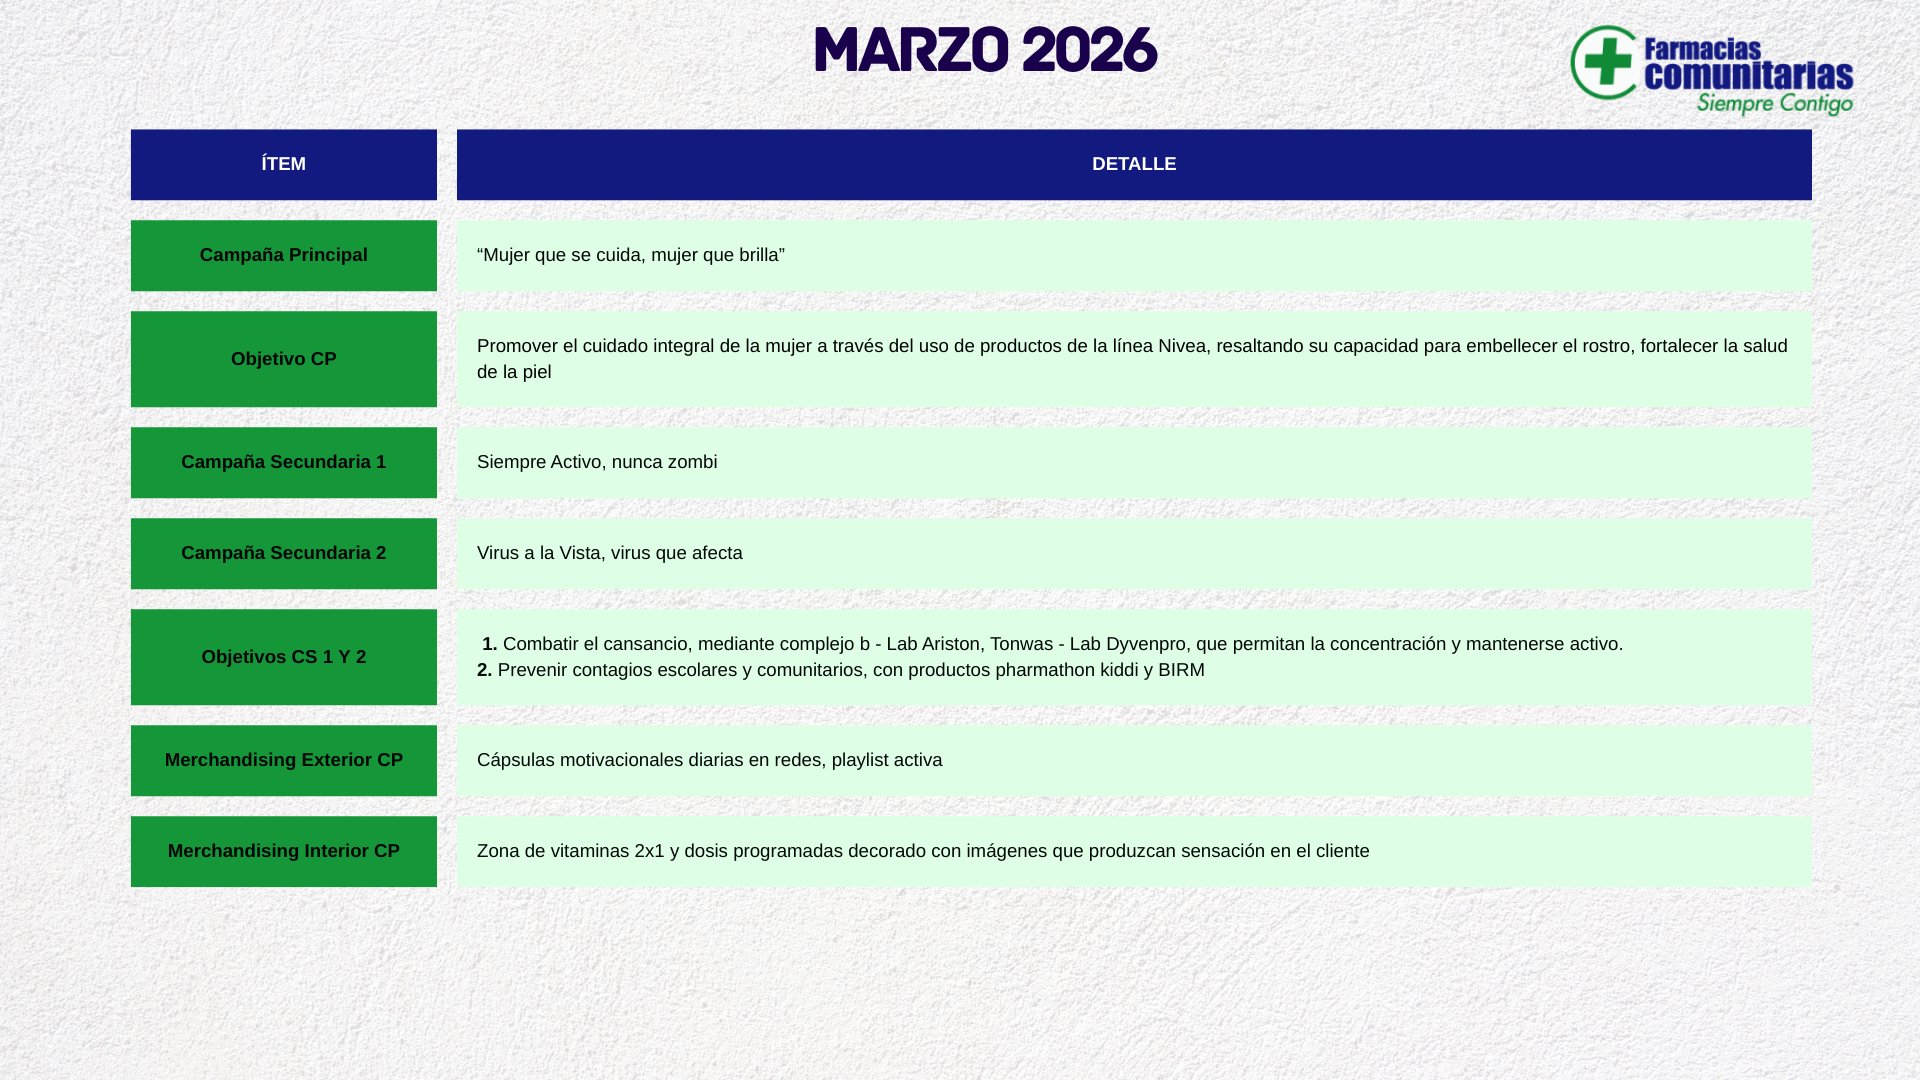 MARZO 2026
Farmacias
comunitarias
Siempre Contigo
ÍTEM
DETALLE
Campaña Principal
“Mujer que se cuida, mujer que brilla”
Objetivo CP
Promover el cuidado integral de la mujer a través del uso de productos de la línea Nivea, resaltando su capacidad para embellecer el rostro, fortalecer la salud
de la piel
Campaña Secundaria 1
Siempre Activo, nunca zombi
Campaña Secundaria 2
Virus a la Vista, virus que afecta
Objetivos CS 1 Y 2
1. Combatir el cansancio, mediante complejo b - Lab Ariston, Tonwas - Lab Dyvenpro, que permitan la concentración y mantenerse activo.
2. Prevenir contagios escolares y comunitarios, con productos pharmathon kiddi y BIRM
Merchandising Exterior CP
Cápsulas motivacionales diarias en redes, playlist activa
Merchandising Interior CP
Zona de vitaminas 2x1 y dosis programadas decorado con imágenes que produzcan sensación en el cliente